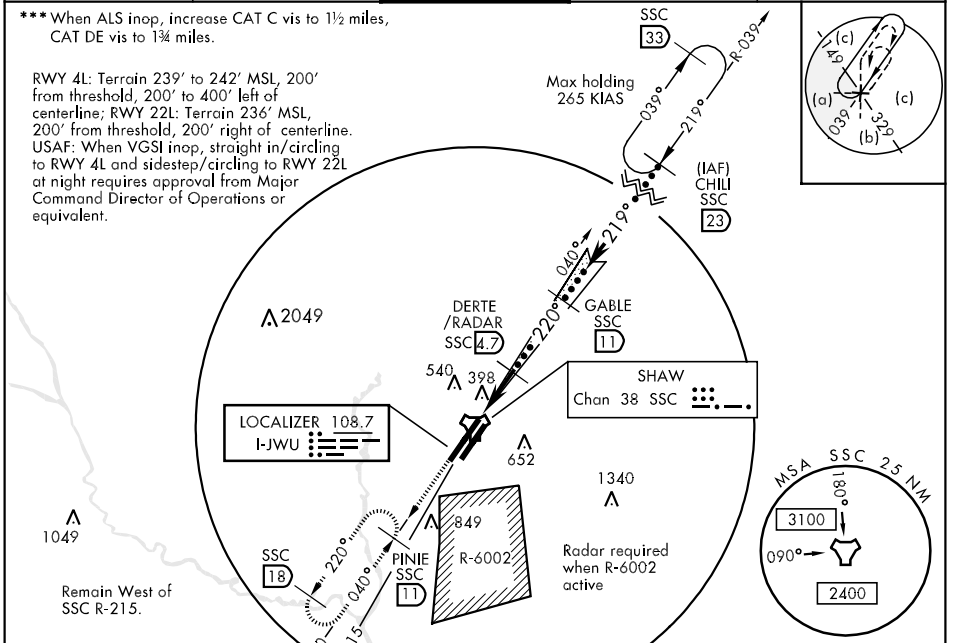 *** When ALS inop, increase CAT C vis to 1½ miles,
CAT DE vis to 1¾ miles.
RWY 4L: Terrain 239' to 242' MSL, 200'
from threshold, 200' to 400' left of
centerline; RWY 22L: Terrain 236' MSL,
200' from threshold, 200' right of centerline.
USAF: When VGSI inop, straight in/circling
to RWY 4L and sidestep/circling to RWY 22L
at night requires approval from Major
Command Director of Operations or
equivalent.
SSC
33
R-039
Max holding
265 KIAS
039°
219°
(IAF)
CHILI
SSC
23
(c)
149
(a)
(c)
039
329
(b)
219°
040°
220°
GABLE
SSC
11
DERTE
/RADAR
SSC 4.7
2049
540
398
SHAW
Chan 38 SSC
LOCALIZER 108.7
I-JWU
652
1340
1049
849
R-6002
Radar required
when R-6002
active
SSC
18
220°
040°
PINIE
SSC
11
Remain West of
SSC R-215.
15
MSA SSC 25 NM
180°
3100
090°
2400